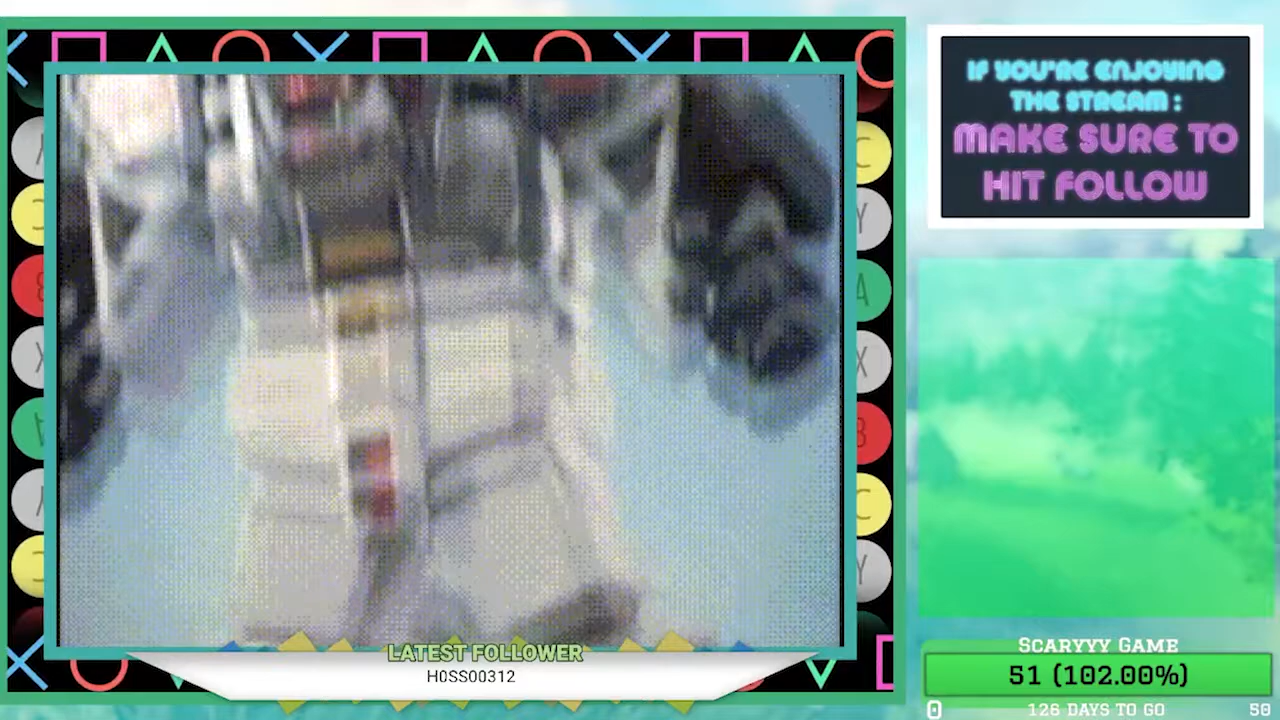 IF YOU'RE ENJOYING
THE STREAM :
MAKE SURE TO
HIT FOLLOW
C
Y
A
X
B
C
Y
X
LATEST FOLLOWER
H0SS00312
SCARYYY GAME
51 (102.00%)
0 126 DAYS TO GO 50